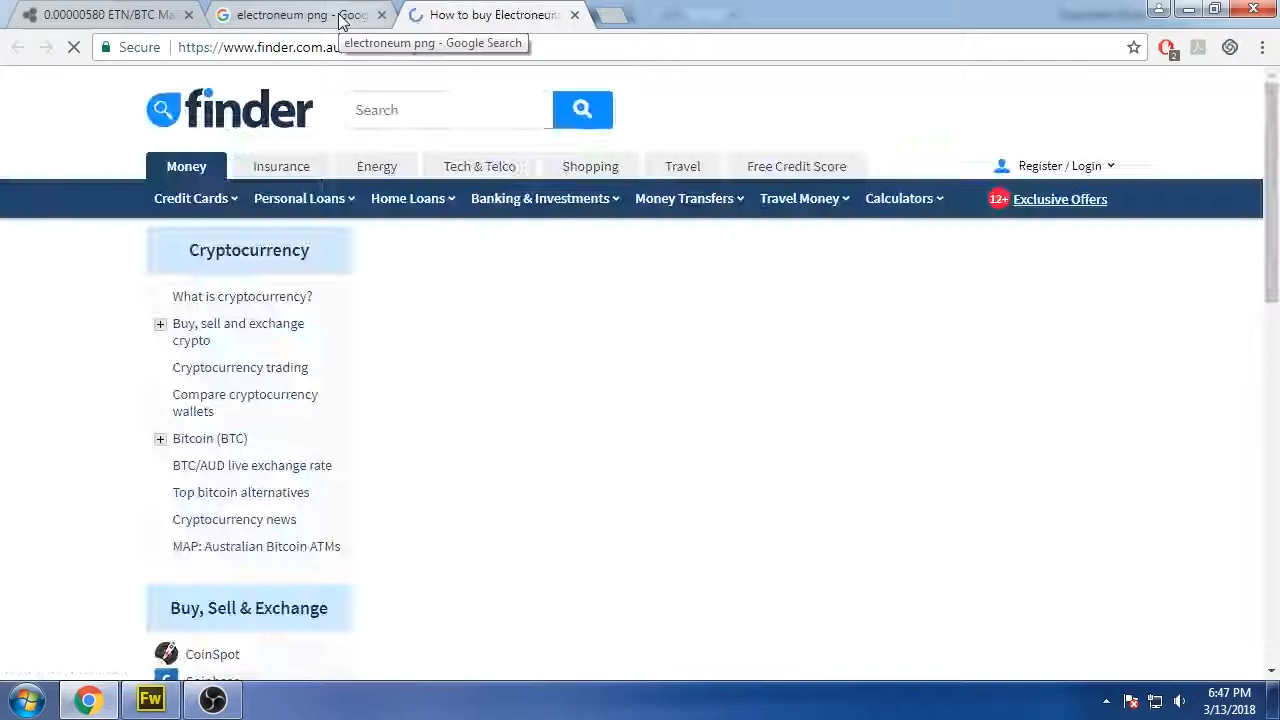 0.00000580 ETN/BTC Ma
electroneum png - Goog
How to buy Electroneum
Secure
https://www.finder.com.au
electroneum png - Google Search
2
finder
Search
Money
Insurance
Energy
Tech & Telco
Shopping
Travel
Free Credit Score
Register / Login
Credit Cards
Personal Loans
Home Loans
Banking & Investments
Money Transfers
Travel Money
Calculators
12+
Exclusive Offers
Cryptocurrency
What is cryptocurrency?
Buy, sell and exchange
crypto
Cryptocurrency trading
Compare cryptocurrency
wallets
Bitcoin (BTC)
BTC/AUD live exchange rate
Top bitcoin alternatives
Cryptocurrency news
MAP: Australian Bitcoin ATMs
Buy, Sell & Exchange
CoinSpot
Fw
6:47 PM
3/13/2018